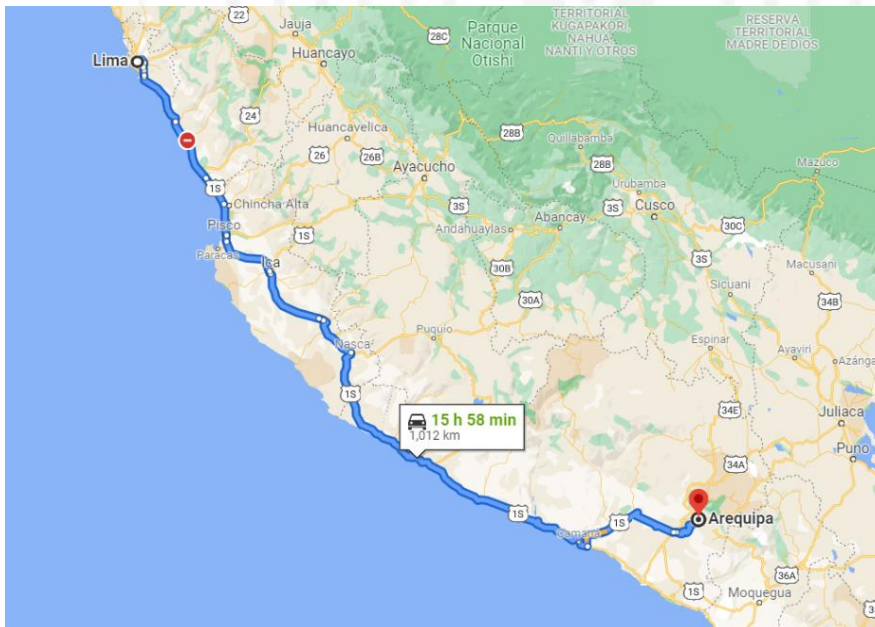 22
Jauja
Lima
Huancayo
28C
Parque
Nacional
Otishi
TERRITORIAL
KUGAPAKORI,
NAHUA,
NANTI Y OTROS
RESERVA
TERRITORIAL
MADRE DE DIOS
24
Huancavelica
26
26B
28B
Quillabamba
28B
Mazuco
Ayacucho
Urubamba
1S
Chincha Alta
3S
Abancay
3S
Cusco
30C
Pisco
1S
Andahuaylas
Paracas
Ica
30B
3S
Macusani
30A
Sicuani
34B
Nasca
Puquio
Espinar
Ayaviri
Azánga
1S
15 h 58 min
1,012 km
34E
Juliaca
34A
Puno
1S
1S
Arequipa
Camaná
36A
1S
Moquegua